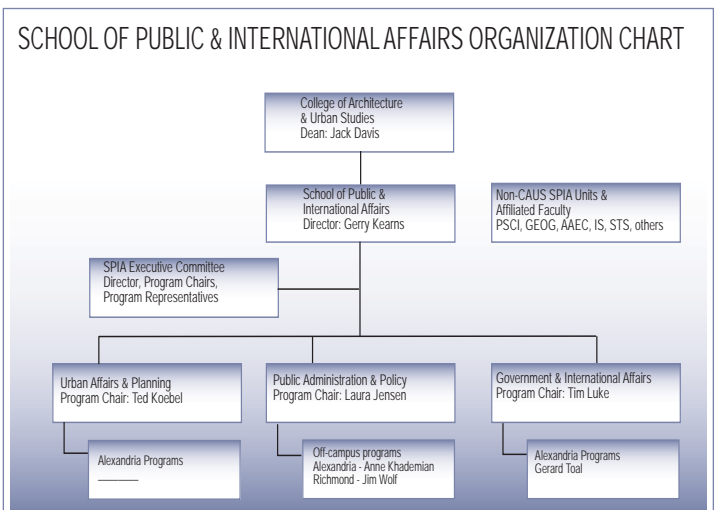 SCHOOL OF PUBLIC & INTERNATIONAL AFFAIRS ORGANIZATION CHART
College of Architecture
& Urban Studies
Dean: Jack Davis
School of Public &
International Affairs
Director: Gerry Kearns
Non-CAUS SPIA Units &
Affiliated Faculty
PSCI, GEOG, AAEC, IS, STS, others
SPIA Executive Committee
Director, Program Chairs,
Program Representatives
Urban Affairs & Planning
Program Chair: Ted Koebel
Public Administration & Policy
Program Chair: Laura Jensen
Government & International Affairs
Program Chair: Tim Luke
Alexandria Programs
_______
Off-campus programs
Alexandria - Anne Khademian
Richmond - Jim Wolf
Alexandria Programs
Gerard Toal